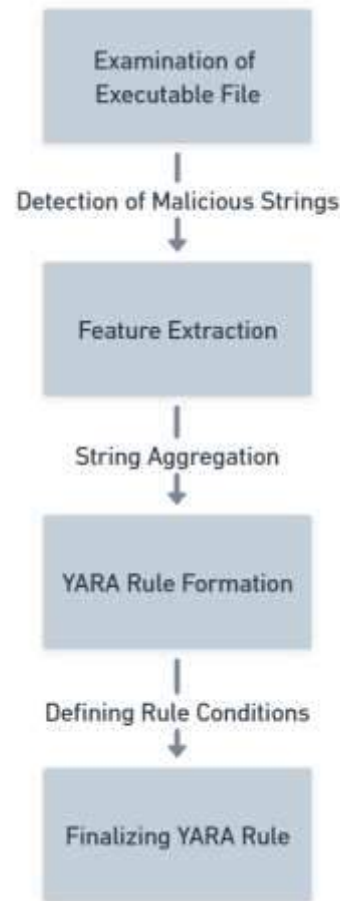 Examination of
Executable File
Detection of Malicious Strings
Feature Extraction
String Aggregation
YARA Rule Formation
Defining Rule Conditions
Finalizing YARA Rule